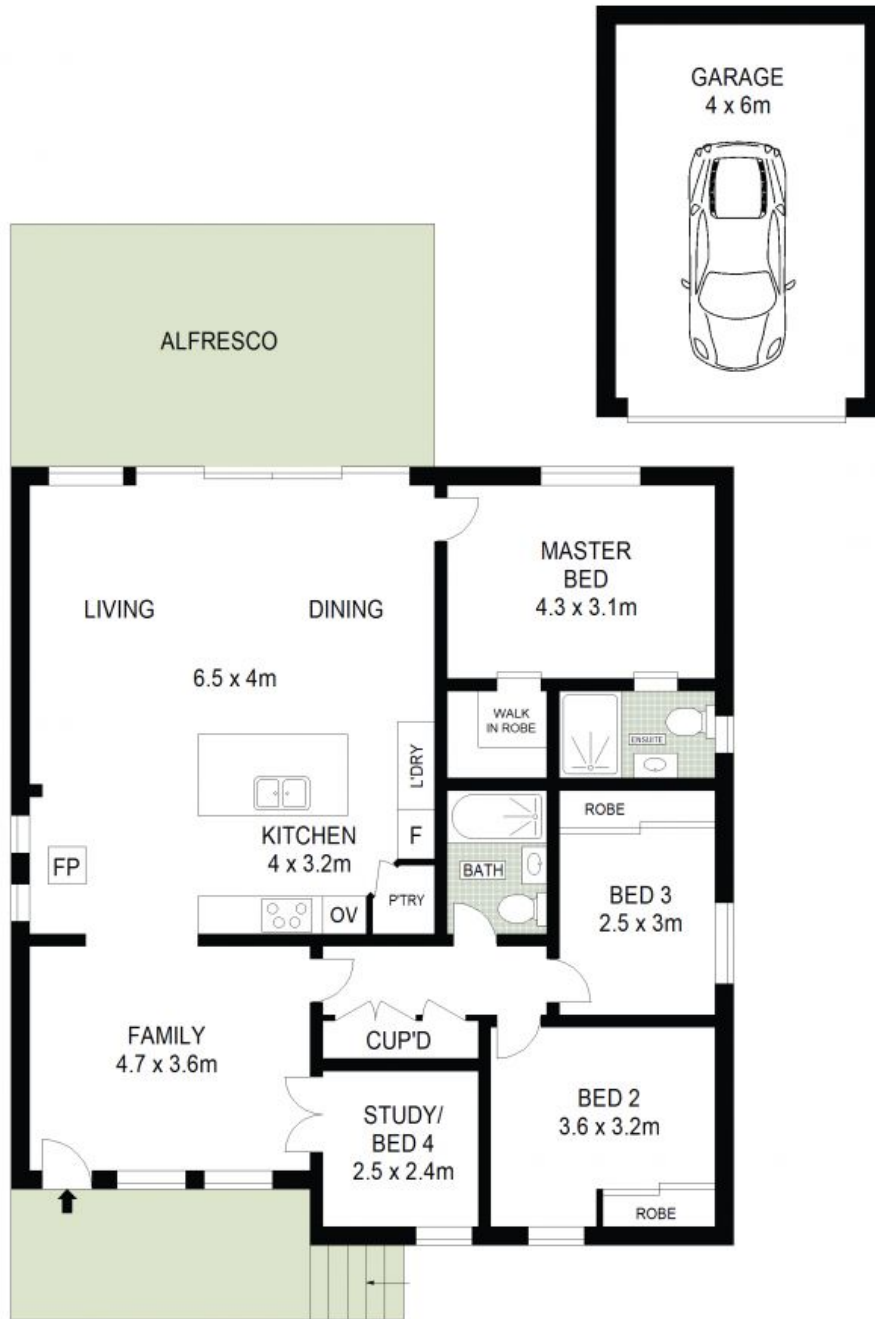 GARAGE
4 x 6m
ALFRESCO
MASTER
BED
4.3 x 3.1m
LIVING
DINING
6.5 x 4m
WALK
IN ROBE
ENSUITE
L'DRY
F
KITCHEN
4 x 3.2m
FP
P'TRY
OV
BATH
ROBE
BED 3
2.5 x 3m
FAMILY
4.7 x 3.6m
CUP'D
STUDY/
BED 4
2.5 x 2.4m
BED 2
3.6 x 3.2m
ROBE